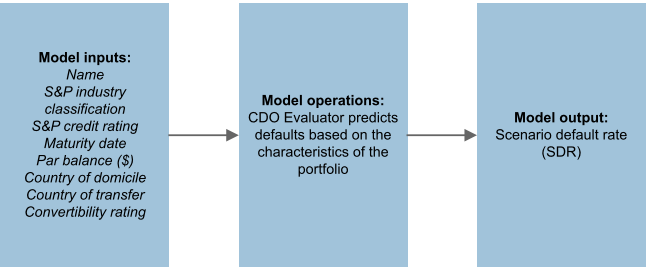 Model inputs:
Name
S&P industry
classification
S&P credit rating
Maturity date
Par balance ($)
Country of domicile
Country of transfer
Convertibility rating
Model operations:
CDO Evaluator predicts
defaults based on the
characteristics of the
portfolio
Model output:
Scenario default rate
(SDR)